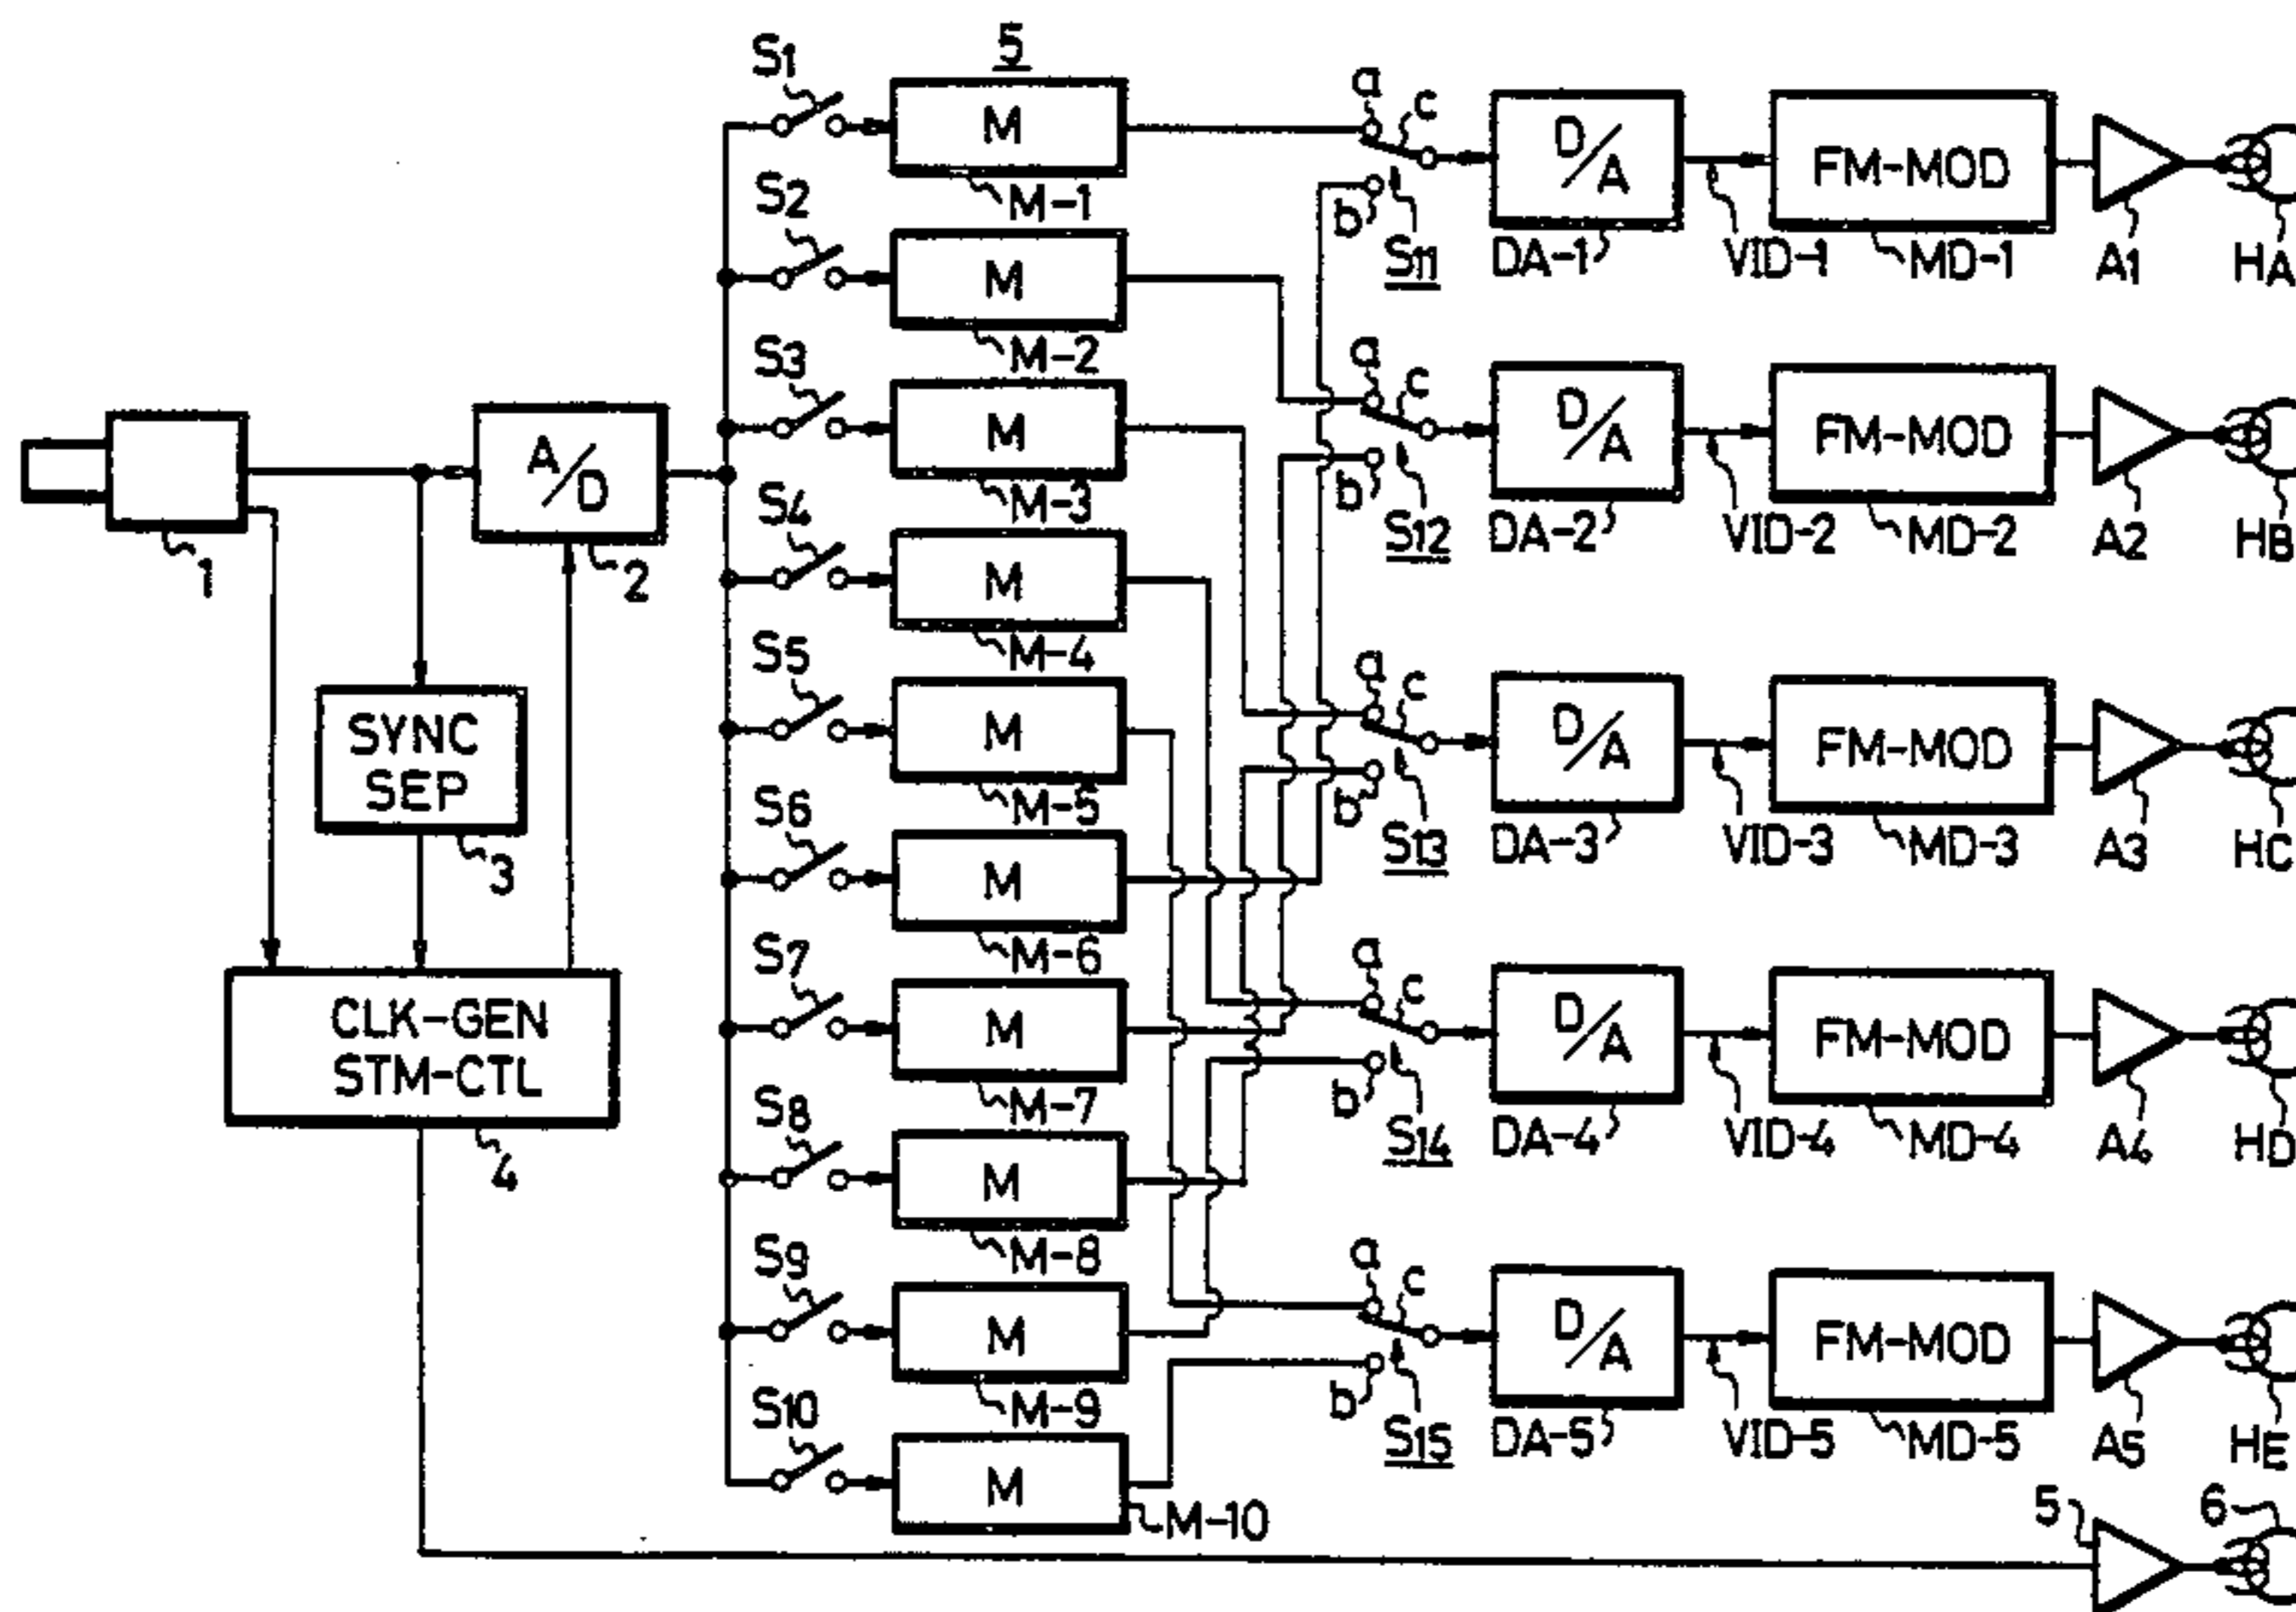 5
S1
M
M-1
a
c
b
S11
D/A
DA-1
VID-1
FM-MOD
MD-1
A1
HA
S2
M
M-2
a
c
b
S12
D/A
DA-2
VID-2
FM-MOD
MD-2
A2
HB
S3
M
M-3
1
A/D
2
S4
M
M-4
S5
M
M-5
a
c
b
S13
D/A
DA-3
VID-3
FM-MOD
MD-3
A3
HC
SYNC
SEP
3
S6
M
M-6
CLK-GEN
STM-CTL
4
S7
M
M-7
a
c
b
S14
D/A
DA-4
VID-4
FM-MOD
MD-4
A4
HD
S8
M
M-8
S9
M
M-9
a
c
b
S15
D/A
DA-5
VID-5
FM-MOD
MD-5
A5
HE
S10
M
M-10
5
6